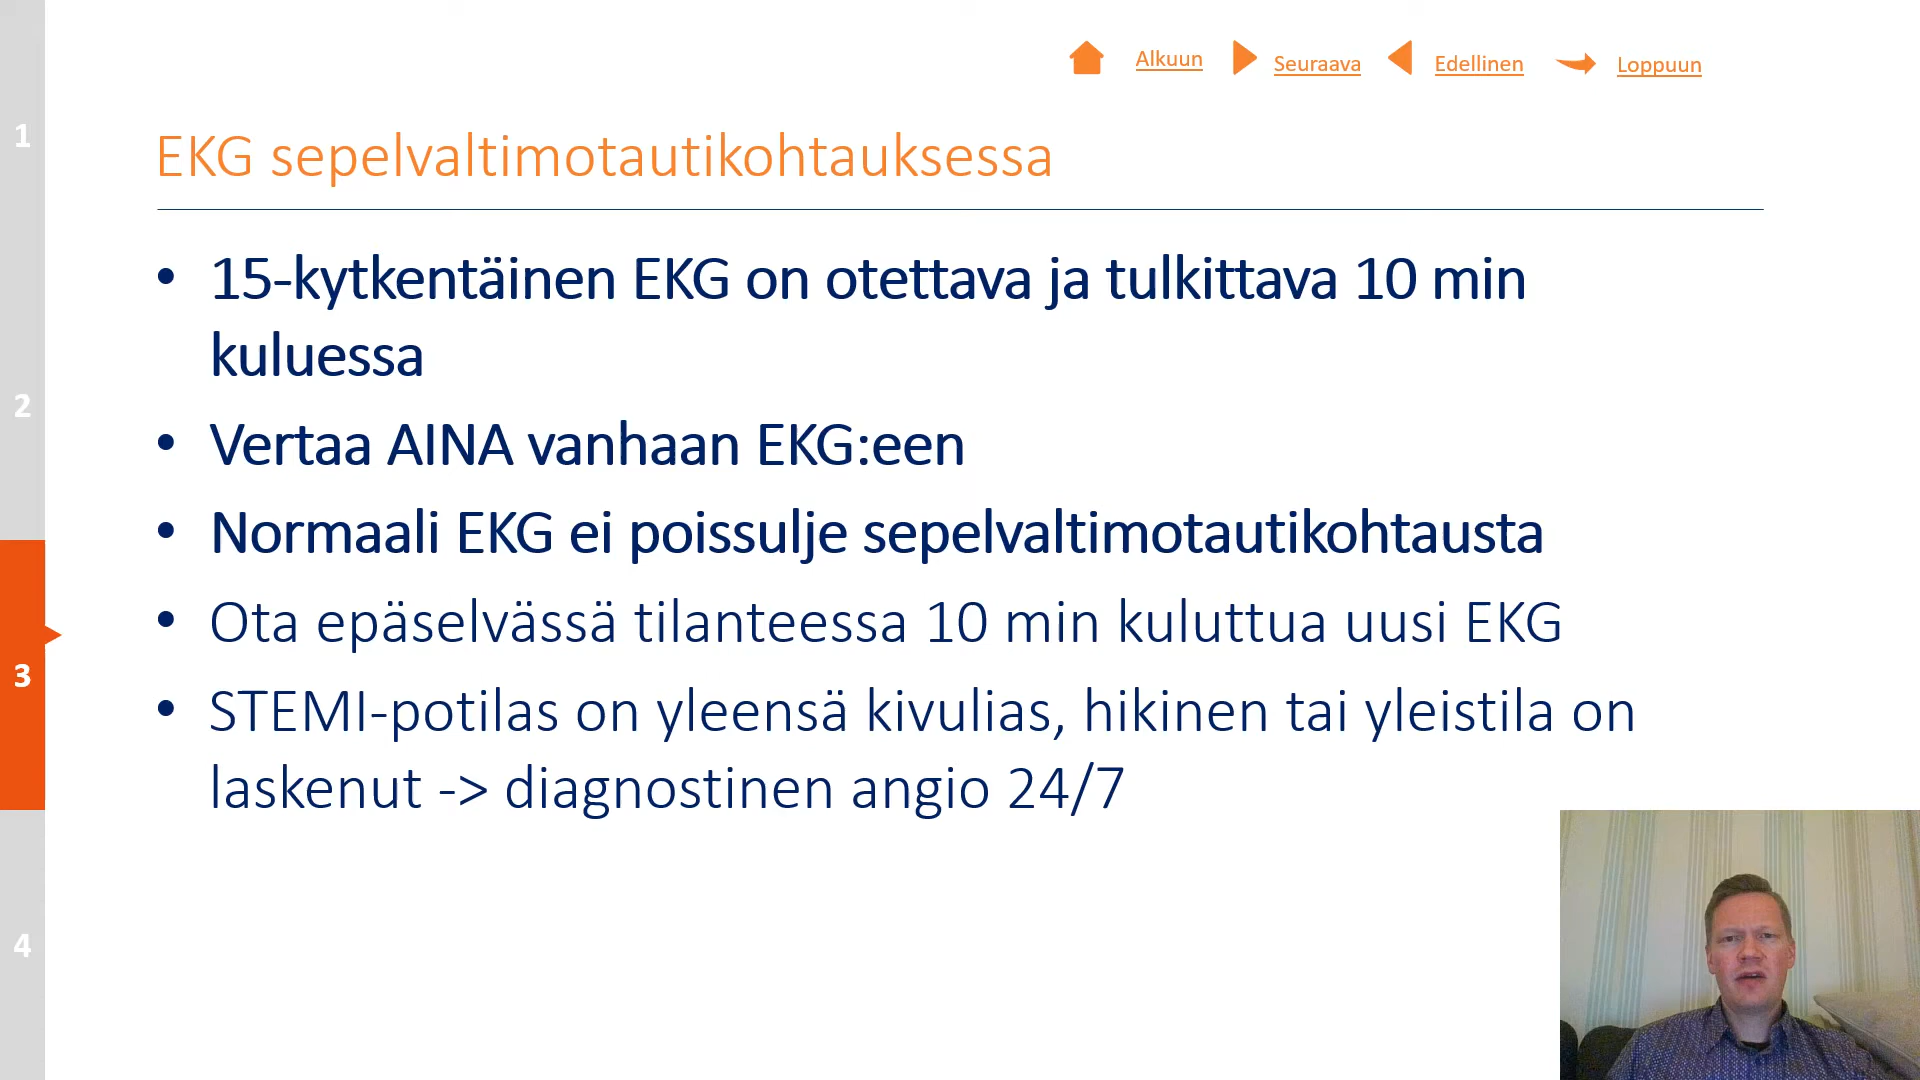 Alkuun Seuraava Edellinen Loppuun
1
EKG sepelvaltimotautikohtauksessa
• 15-kytkentäinen EKG on otettava ja tulkittava 10 min
kuluessa
2
• Vertaa AINA vanhaan EKG:een
• Normaali EKG ei poissulje sepelvaltimotautikohtausta
• Ota epäselvässä tilanteessa 10 min kuluttua uusi EKG
3
• STEMI-potilas on yleensä kivulias, hikinen tai yleistila on
laskenut -> diagnostinen angio 24/7
4